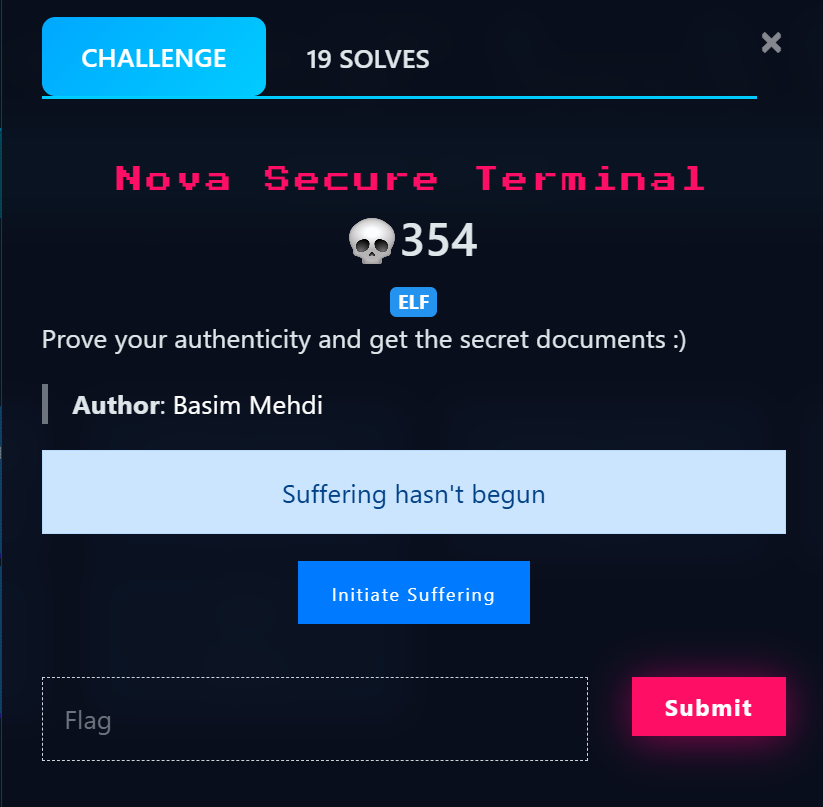 CHALLENGE
19 SOLVES
×
Nova Secure Terminal
💀354
ELF
Prove your authenticity and get the secret documents :)
Author: Basim Mehdi
Suffering hasn't begun
Initiate Suffering
Flag
Submit